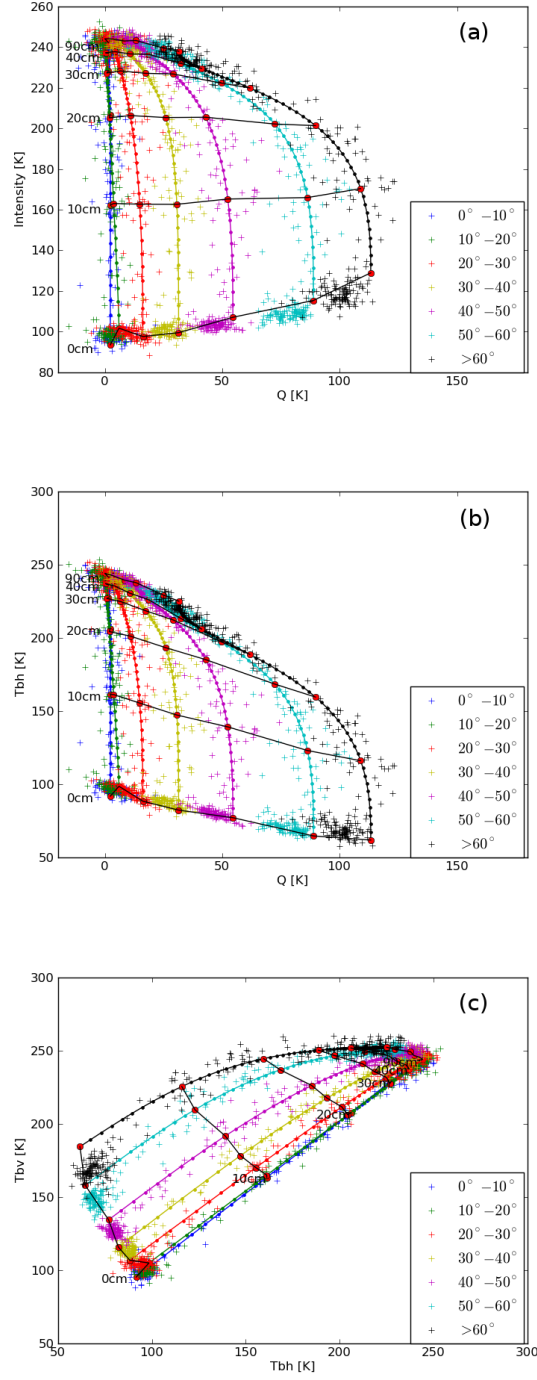 (a)
260
240
220
200
180
160
140
120
100
80
Intensity [K]
90cm
40cm
30cm
20cm
10cm
0cm
0° −10°
10° −20°
20° −30°
30° −40°
40° −50°
50° −60°
>60°
0 50 100 150
Q [K]
(b)
300
250
200
150
100
50
Tbh [K]
90cm
40cm
30cm
20cm
10cm
0cm
0° −10°
10° −20°
20° −30°
30° −40°
40° −50°
50° −60°
>60°
0 50 100 150
Q [K]
(c)
300
250
200
150
100
50
Tbv [K]
90cm
40cm
30cm
20cm
10cm
0cm
0° −10°
10° −20°
20° −30°
30° −40°
40° −50°
50° −60°
>60°
50 100 150 200 250 300
Tbh [K]